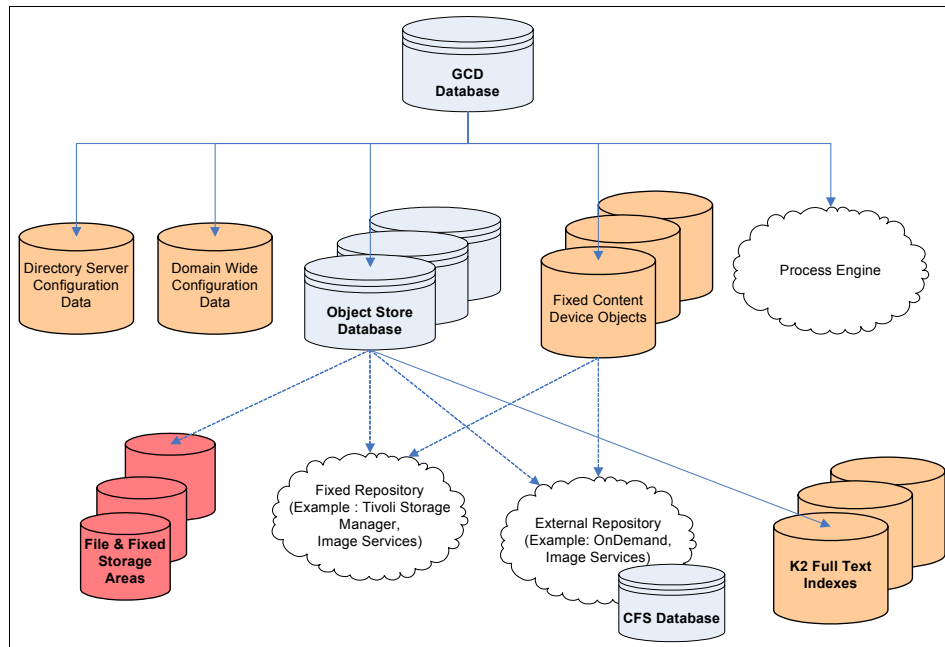 GCD
Database
Directory Server
Configuration
Data
Domain Wide
Configuration
Data
Object Store
Database
Fixed Content
Device Objects
Process Engine
File & Fixed
Storage
Areas
Fixed Repository
(Example : Tivoli Storage
Manager,
Image Services)
External Repository
(Example: OnDemand,
Image Services)
CFS Database
K2 Full Text
Indexes